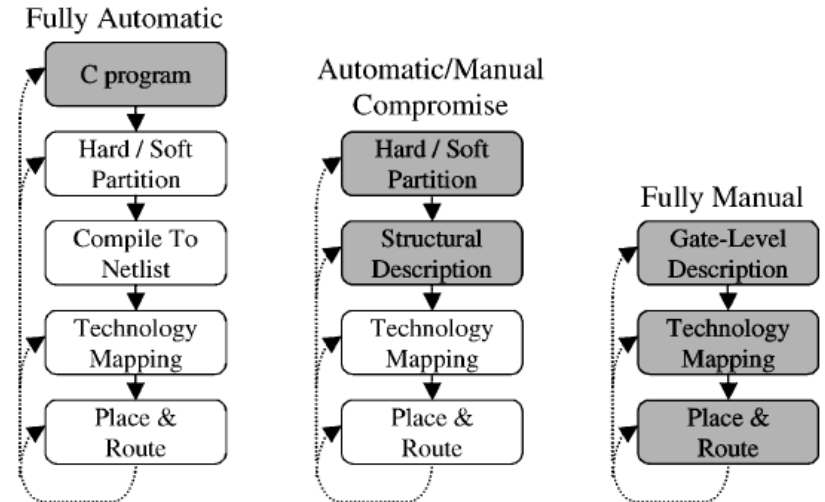 Fully Automatic
C program
Hard / Soft
Partition
Compile To
Netlist
Technology
Mapping
Place &
Route
Automatic/Manual
Compromise
Hard / Soft
Partition
Structural
Description
Technology
Mapping
Place &
Route
Fully Manual
Gate-Level
Description
Technology
Mapping
Place &
Route